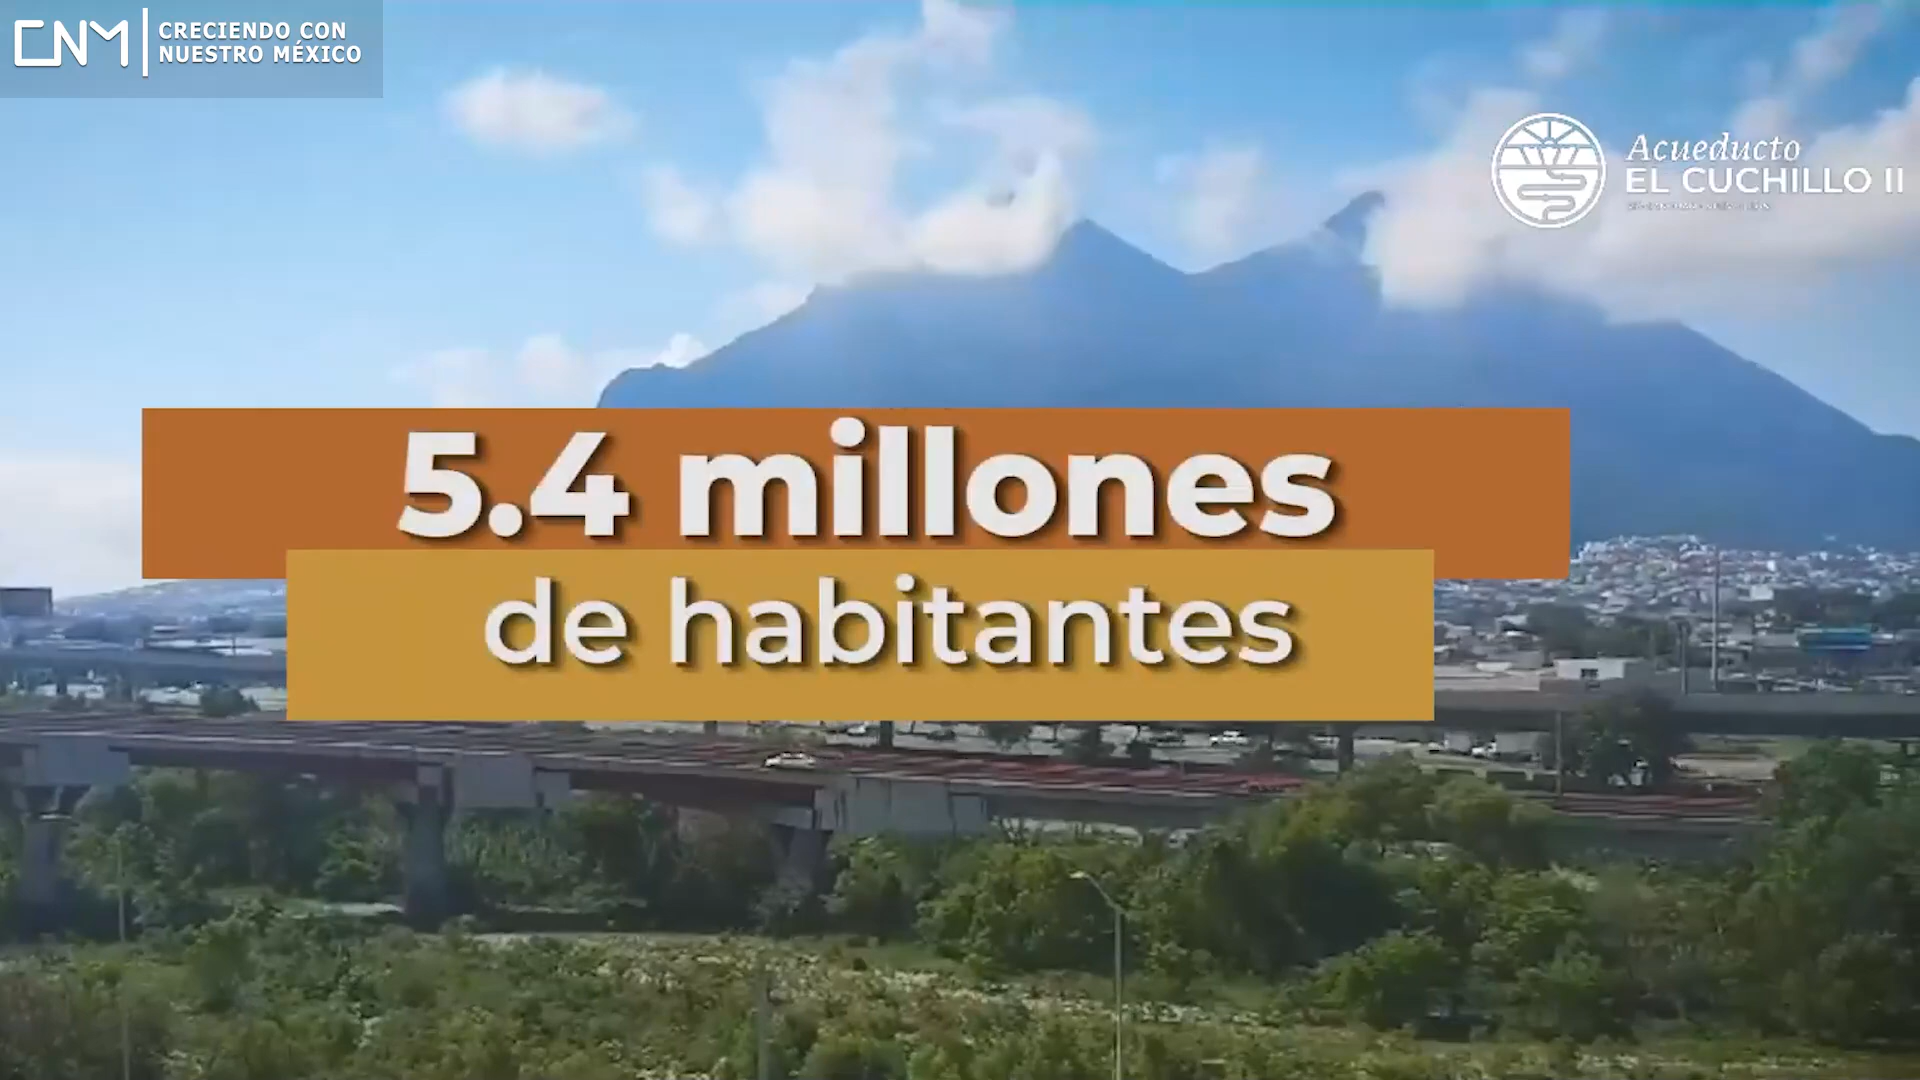 CNM
CRECIENDO CON
NUESTRO MÉXICO
Acueducto
EL CUCHILLO II
5.4 millones
de habitantes